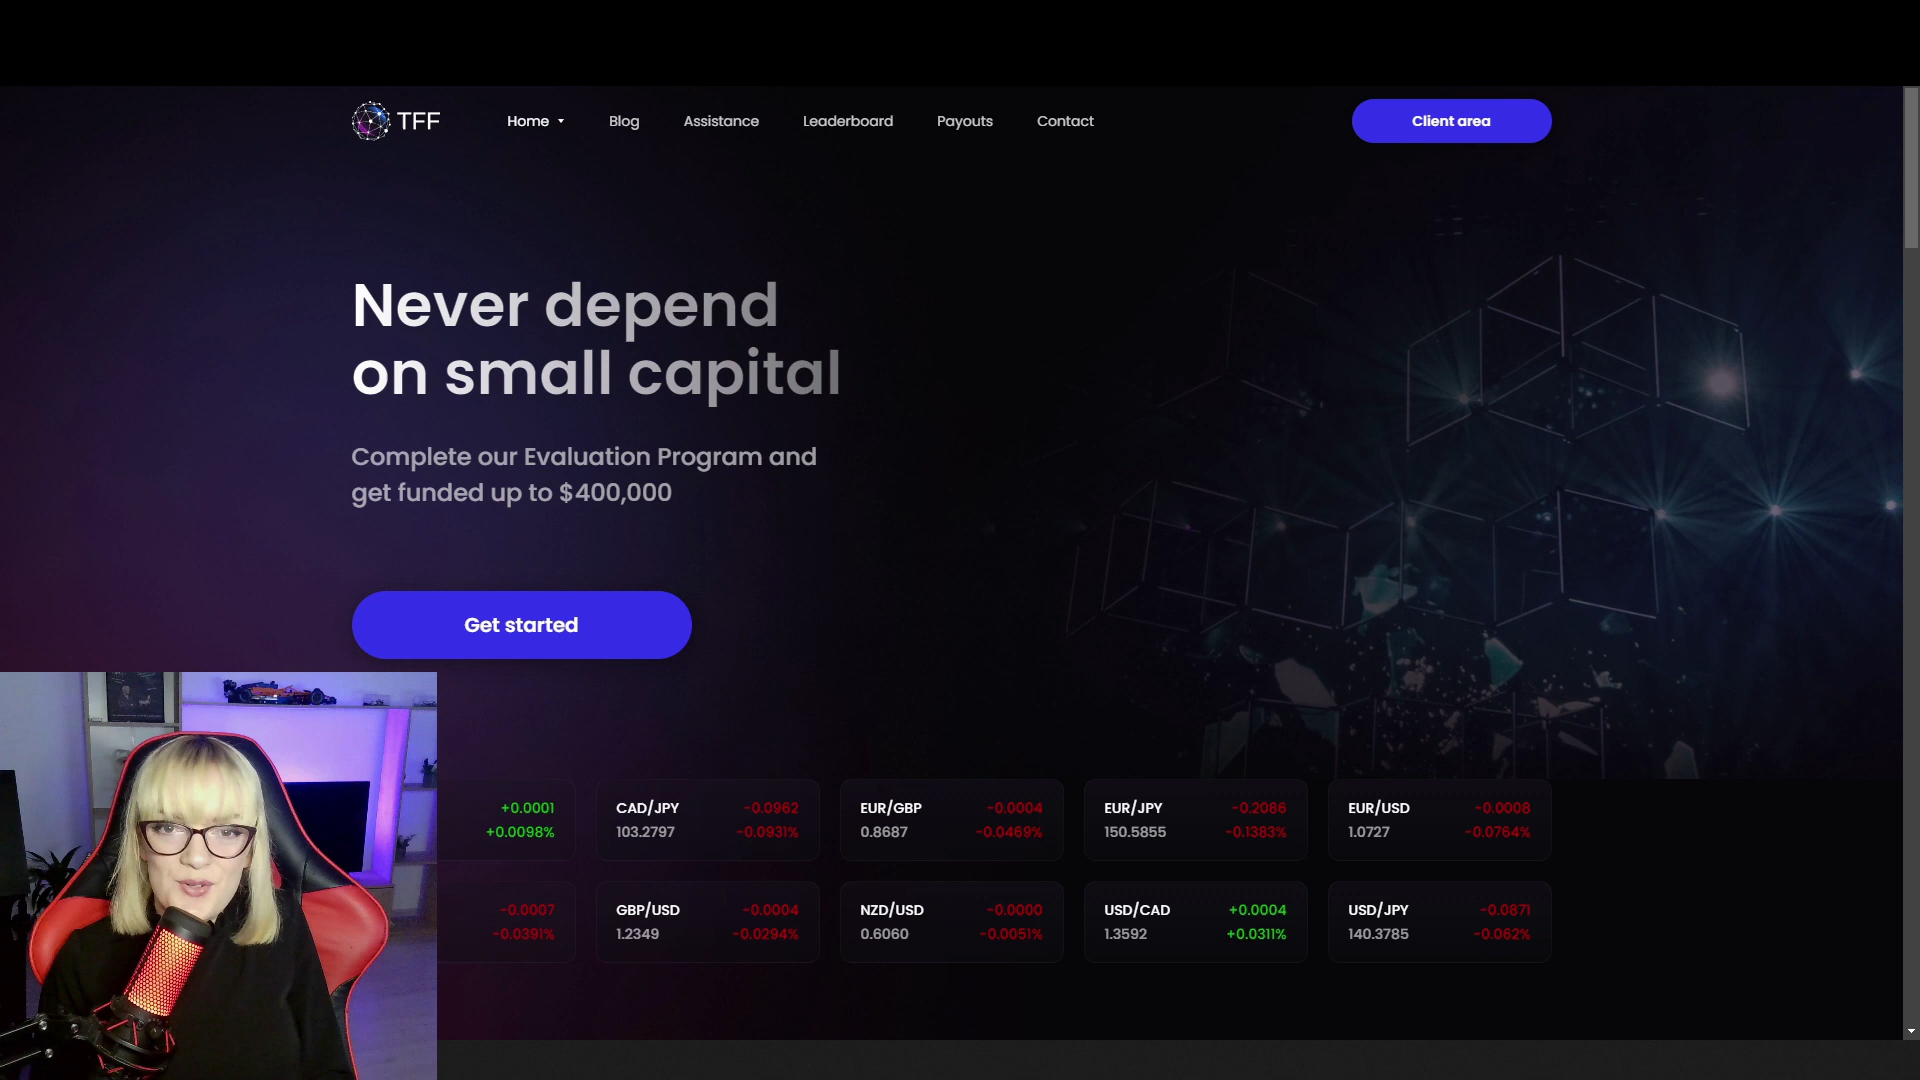 TFF
Home
Blog
Assistance
Leaderboard
Payouts
Contact
Client area
Never depend
on small capital
Complete our Evaluation Program and
get funded up to $400,000
Get started
+0.0001
+0.0098%
CAD/JPY -0.0962
103.2797 -0.0931%
EUR/GBP -0.0004
0.8687 -0.0469%
EUR/JPY -0.2086
150.5855 -0.1383%
EUR/USD -0.0008
1.0727 -0.0764%
-0.0007
-0.0391%
GBP/USD -0.0004
1.2349 -0.0294%
NZD/USD -0.0000
0.6060 -0.0051%
USD/CAD +0.0004
1.3592 +0.0311%
USD/JPY -0.0871
140.3785 -0.062%